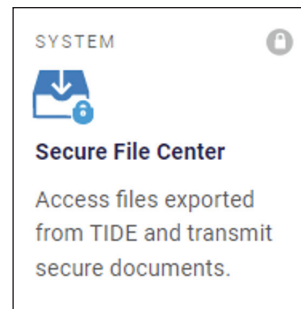 SYSTEM
Secure File Center
Access files exported
from TIDE and transmit
secure documents.